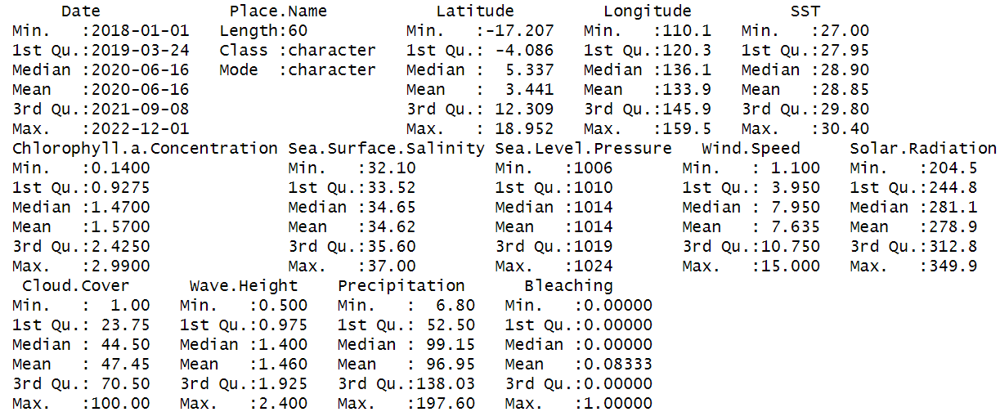 Date Place.Name Latitude Longitude SST
Min. :2018-01-01 Length:60 Min. :-17.207 Min. :110.1 Min. :27.00
1st Qu.:2019-03-24 Class :character 1st Qu.: -4.086 1st Qu.:120.3 1st Qu.:27.95
Median :2020-06-16 Mode :character Median : 5.337 Median :136.1 Median :28.90
Mean :2020-06-16 Mean : 3.441 Mean :133.9 Mean :28.85
3rd Qu.:2021-09-08 3rd Qu.: 12.309 3rd Qu.:145.9 3rd Qu.:29.80
Max. :2022-12-01 Max. : 18.952 Max. :159.5 Max. :30.40
Chlorophyll.a.Concentration Sea.Surface.Salinity Sea.Level.Pressure Wind.Speed Solar.Radiation
Min. :0.1400 Min. :32.10 Min. :1006 Min. : 1.100 Min. :204.5
1st Qu.:0.9275 1st Qu.:33.52 1st Qu.:1010 1st Qu.: 3.950 1st Qu.:244.8
Median :1.4700 Median :34.65 Median :1014 Median : 7.950 Median :281.1
Mean :1.5700 Mean :34.62 Mean :1014 Mean : 7.635 Mean :278.9
3rd Qu.:2.4250 3rd Qu.:35.60 3rd Qu.:1019 3rd Qu.:10.750 3rd Qu.:312.8
Max. :2.9900 Max. :37.00 Max. :1024 Max. :15.000 Max. :349.9
Cloud.Cover Wave.Height Precipitation Bleaching
Min. : 1.00 Min. :0.500 Min. : 6.80 Min. :0.00000
1st Qu.: 23.75 1st Qu.:0.975 1st Qu.: 52.50 1st Qu.:0.00000
Median : 44.50 Median :1.400 Median : 99.15 Median :0.00000
Mean : 47.45 Mean :1.460 Mean : 96.95 Mean :0.08333
3rd Qu.: 70.50 3rd Qu.:1.925 3rd Qu.:138.03 3rd Qu.:0.00000
Max. :100.00 Max. :2.400 Max. :197.60 Max. :1.00000